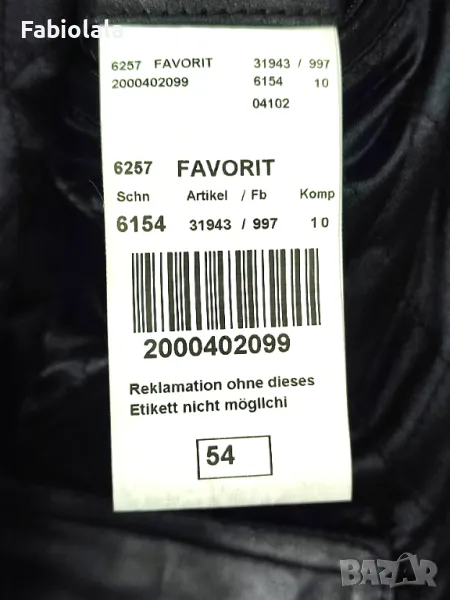 Fabiolala
6257 FAVORIT 31943 / 997
2000402099 6154 10
04102
6257 FAVORIT
Schn Artikel / Fb Komp
6154 31943 / 997 10
2000402099
Reklamation ohne dieses
Etikett nicht mögllchi
54
BAZAR